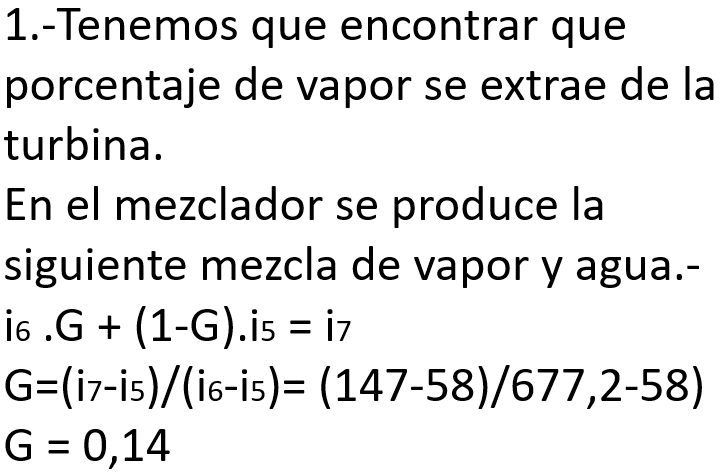 1.-Tenemos que encontrar que
porcentaje de vapor se extrae de la
turbina.
En el mezclador se produce la
siguiente mezcla de vapor y agua.-
i6 .G + (1-G).i5 = i7
G=(i7-i5)/(i6-i5)= (147-58)/677,2-58)
G = 0,14